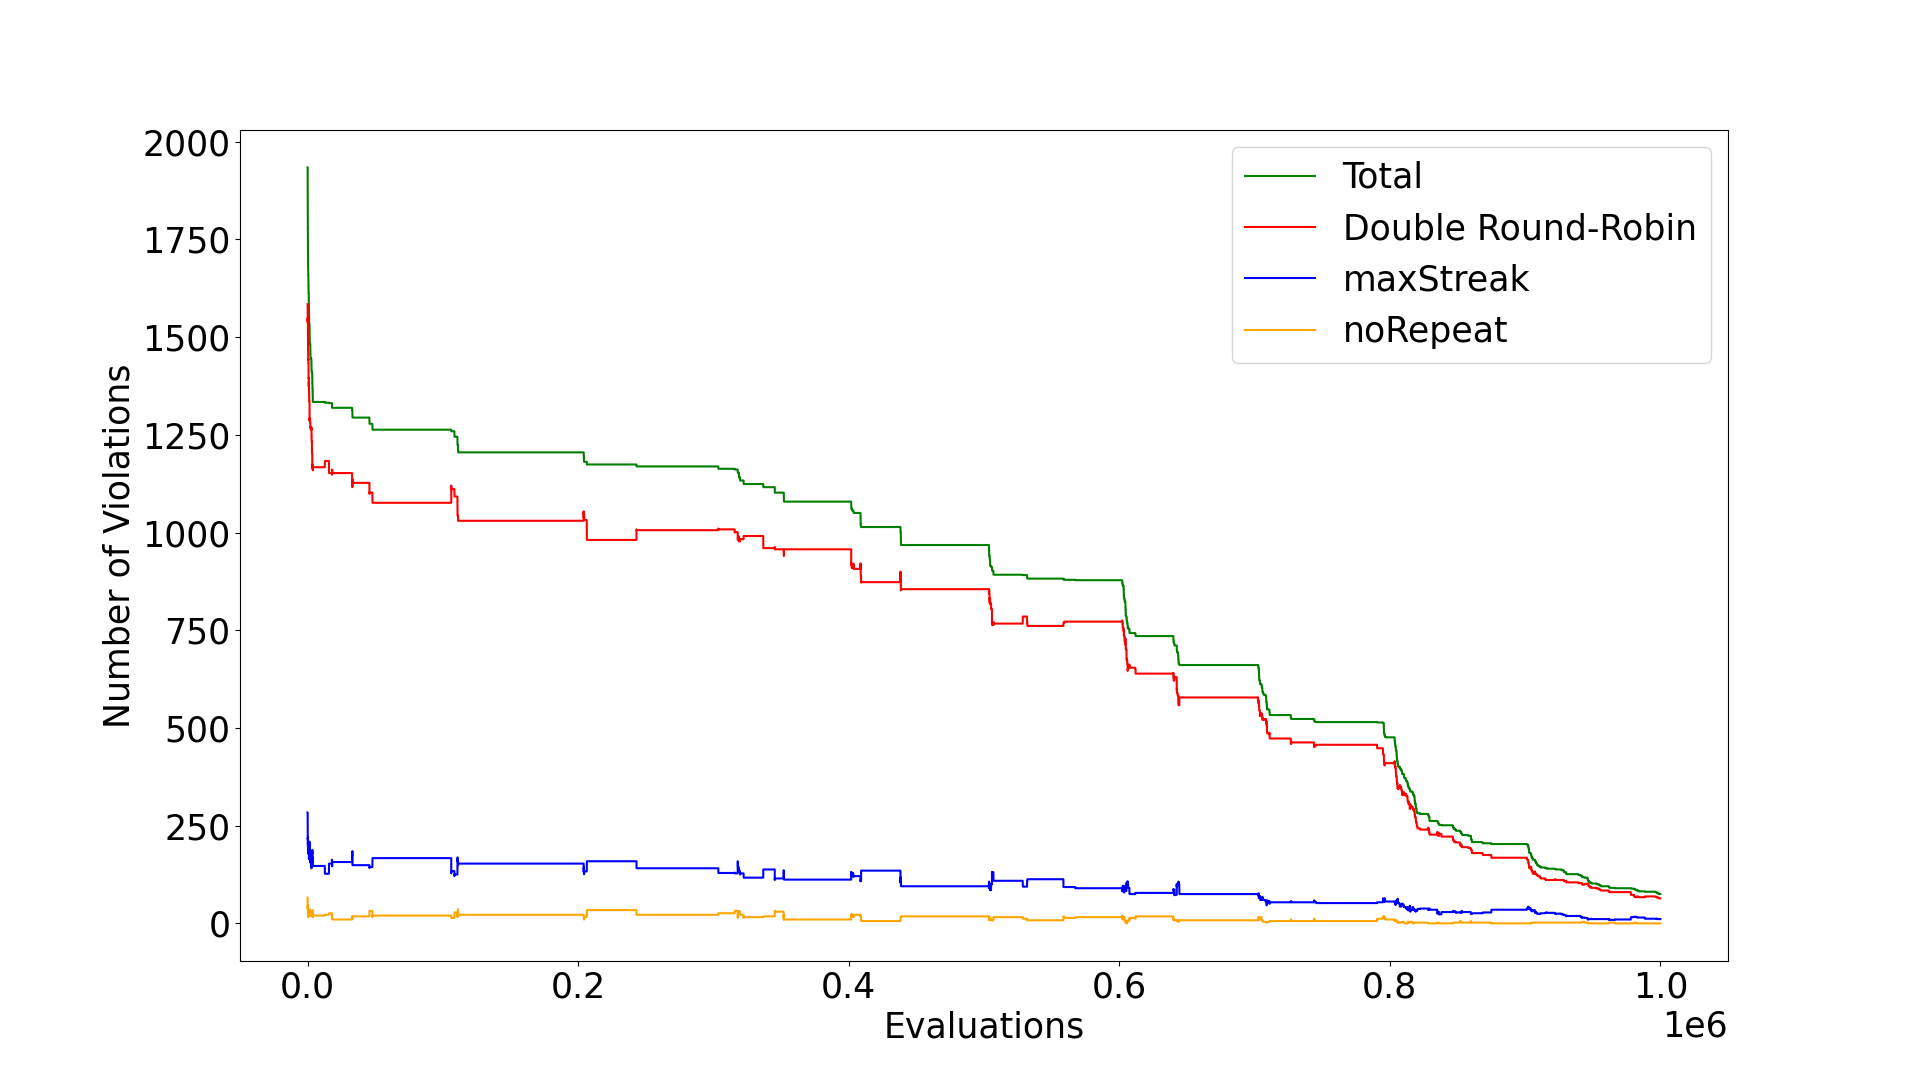 Number of Violations
2000
1750
1500
1250
1000
750
500
250
0
Total
Double Round-Robin
maxStreak
noRepeat
0.0 0.2 0.4 0.6 0.8 1.0
Evaluations
1e6